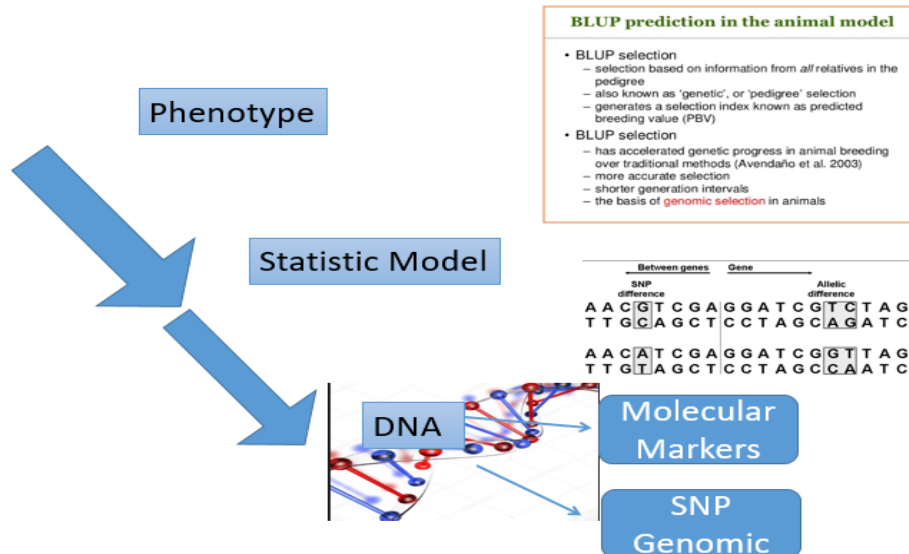 BLUP prediction in the animal model
• BLUP selection
– selection based on information from all relatives in the
pedigree
– also known as ‘genetic’, or ‘pedigree’ selection
– generates a selection index known as predicted
breeding value (PBV)
• BLUP selection
– has accelerated genetic progress in animal breeding
over traditional methods (Avendaño et al. 2003)
– more accurate selection
– shorter generation intervals
– the basis of genomic selection in animals
Phenotype
Statistic Model
Between genes Gene
SNP difference
Allelic difference
A A C G T C G A G G A T C G T C T A G
T T G C A G C T C C T A G C A G A T C
A A C A T C G A G G A T C G G T T A G
T T G T A G C T C C T A G C C A A T C
DNA
Molecular
Markers
SNP
Genomic